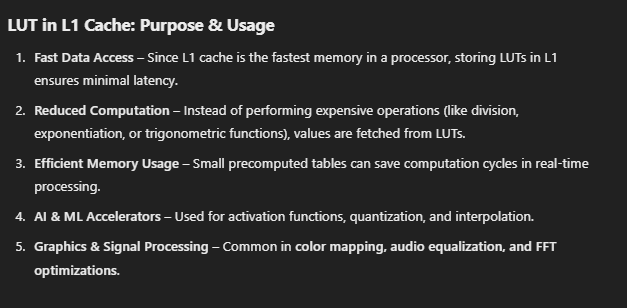 LUT in L1 Cache: Purpose & Usage
1. Fast Data Access – Since L1 cache is the fastest memory in a processor, storing LUTs in L1
ensures minimal latency.
2. Reduced Computation – Instead of performing expensive operations (like division,
exponentiation, or trigonometric functions), values are fetched from LUTs.
3. Efficient Memory Usage – Small precomputed tables can save computation cycles in real-time
processing.
4. AI & ML Accelerators – Used for activation functions, quantization, and interpolation.
5. Graphics & Signal Processing – Common in color mapping, audio equalization, and FFT
optimizations.